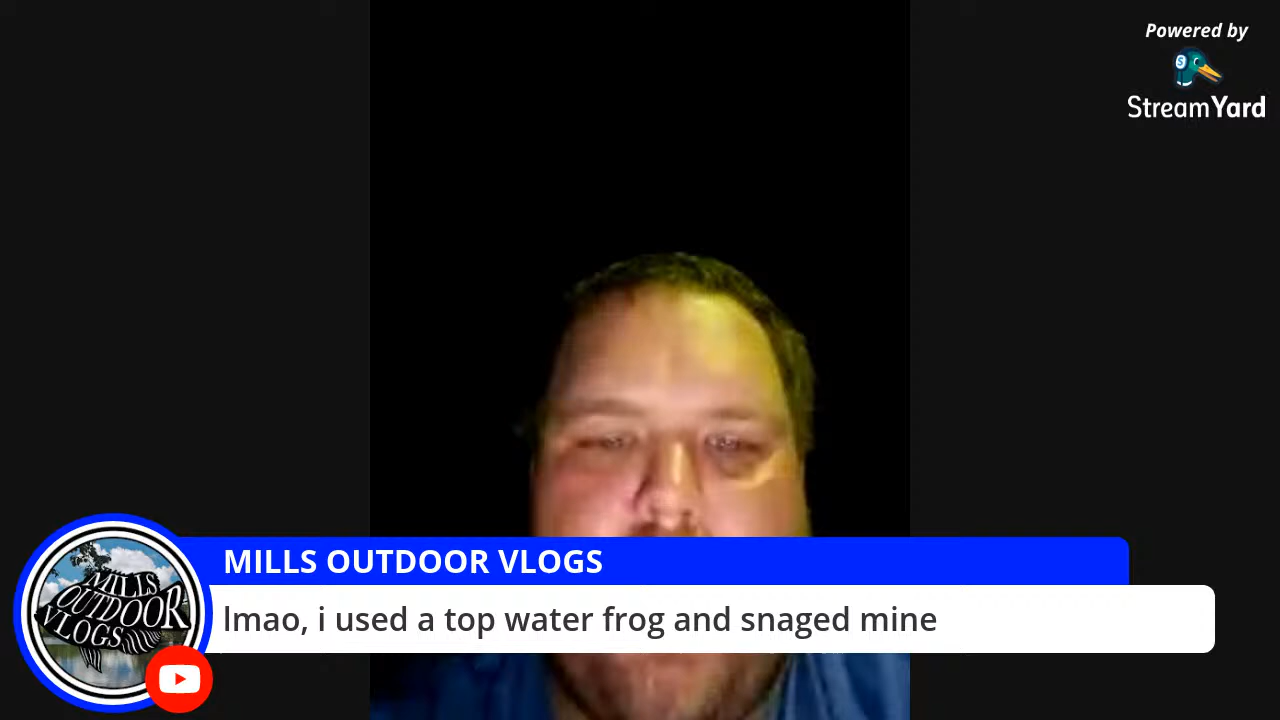 Powered by
StreamYard
MILLS OUTDOOR VLOGS
lmao, i used a top water frog and snaged mine
MILLS
OUTDOOR
VLOGS